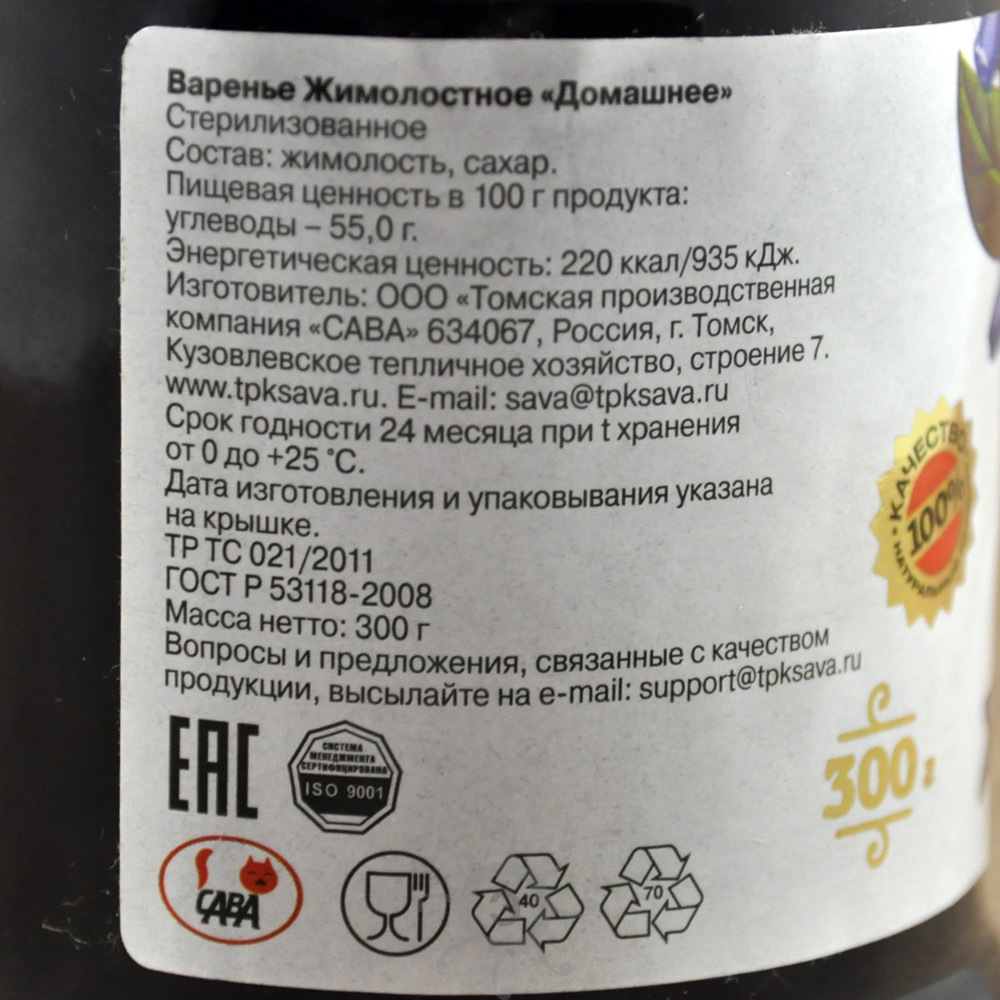 Варенье Жимолостное «Домашнее»
Стерилизованное
Состав: жимолость, сахар.
Пищевая ценность в 100 г продукта:
углеводы – 55,0 г.
Энергетическая ценность: 220 ккал/935 кДж.
Изготовитель: ООО «Томская производственная
компания «САВА» 634067, Россия, г. Томск,
Кузовлевское тепличное хозяйство, строение 7.
www.tpksava.ru. E-mail: sava@tpksava.ru
Срок годности 24 месяца при t хранения
от 0 до +25 °С.
Дата изготовления и упаковывания указана
на крышке.
ТР ТС 021/2011
ГОСТ Р 53118-2008
Масса нетто: 300 г
Вопросы и предложения, связанные с качеством
продукции, высылайте на e-mail: support@tpksava.ru
КАЧЕСТВО
100%
300 г
EAC
СИСТЕМА
МЕНЕДЖМЕНТА
СЕРТИФИЦИРОВАНА
ISO 9001
САВА
40
70